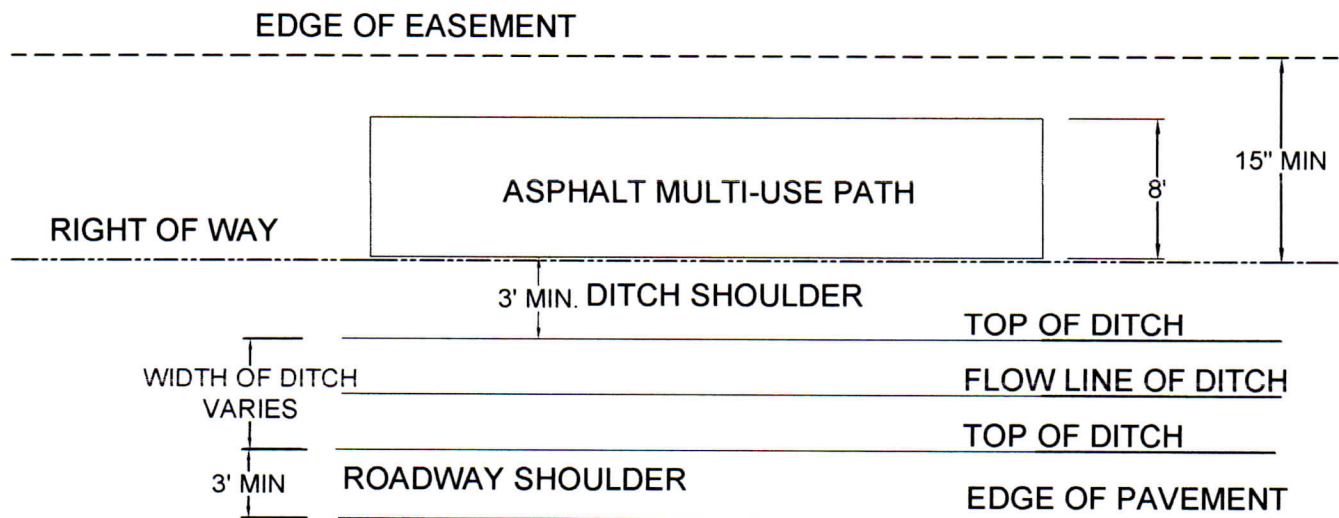 EDGE OF EASEMENT
15" MIN
8'
ASPHALT MULTI-USE PATH
RIGHT OF WAY
3' MIN. DITCH SHOULDER
TOP OF DITCH
WIDTH OF DITCH
VARIES
FLOW LINE OF DITCH
TOP OF DITCH
3' MIN
ROADWAY SHOULDER
EDGE OF PAVEMENT